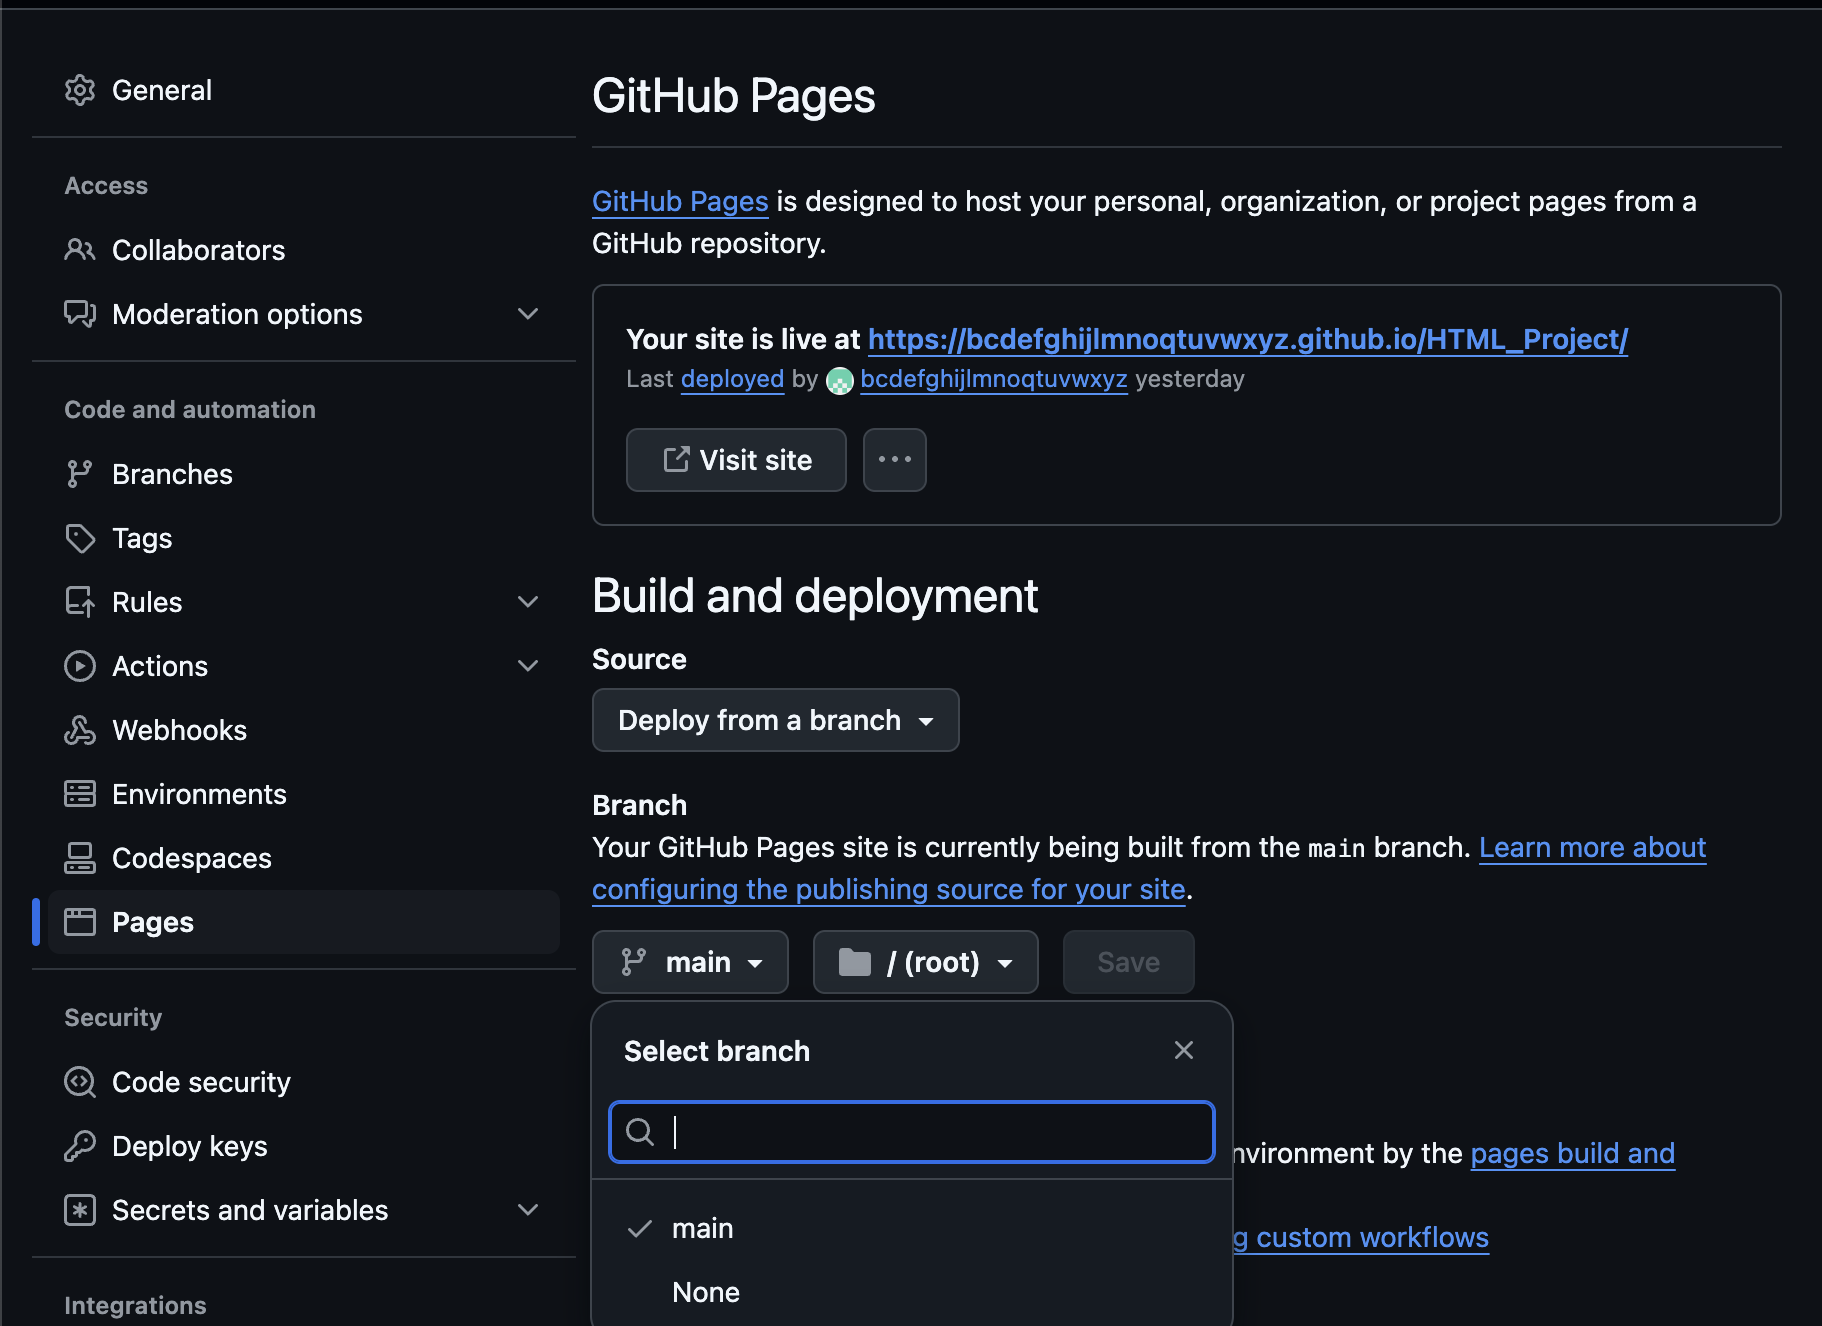 General
Access
Collaborators
Moderation options
Code and automation
Branches
Tags
Rules
Actions
Webhooks
Environments
Codespaces
Pages
Security
Code security
Deploy keys
Secrets and variables
Integrations
GitHub Pages
GitHub Pages is designed to host your personal, organization, or project pages from a
GitHub repository.
Your site is live at https://bcdefghijlmnoqtuvwxyz.github.io/HTML_Project/
Last deployed by bcdefghijlmnoqtuvwxyz yesterday
Visit site
Build and deployment
Source
Deploy from a branch
Branch
Your GitHub Pages site is currently being built from the main branch. Learn more about
configuring the publishing source for your site.
main / (root) Save
Select branch
nvironment by the pages build and
main
g custom workflows
None